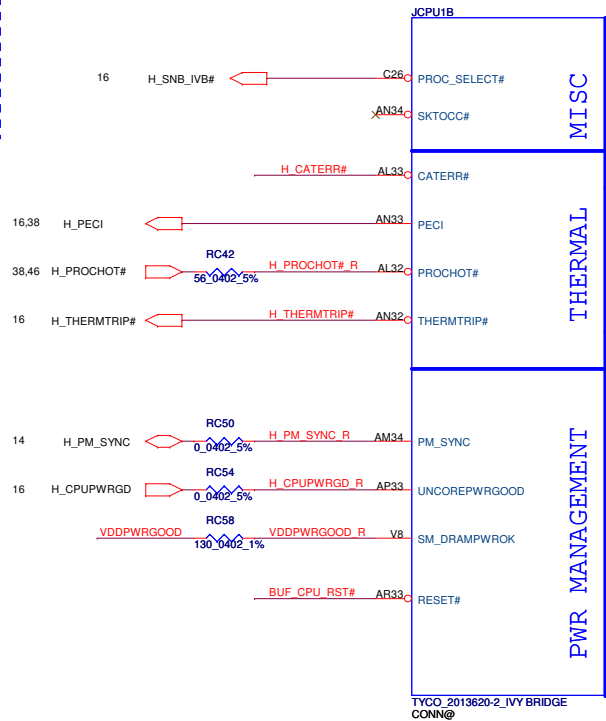 JCPU1B
16 H_SNB_IVB# C26 PROC_SELECT#
AN34 SKTOCC#
MISC
H_CATERR# AL33 CATERR#
16,38 H_PECI AN33 PECI
RC42
38,46 H_PROCHOT# H_PROCHOT#_R AL32 PROCHOT#
56_0402_5%
16 H_THERMTRIP# H_THERMTRIP# AN32 THERMTRIP#
THERMAL
RC50
14 H_PM_SYNC H_PM_SYNC_R AM34 PM_SYNC
0_0402_5%
RC54
16 H_CPUPWRGD H_CPUPWRGD_R AP33 UNCOREPWRGOOD
0_0402_5%
RC58
VDDPWRGOOD VDDPWRGOOD_R V8 SM_DRAMPWROK
130_0402_1%
BUF_CPU_RST# AR33 RESET#
PWR MANAGEMENT
TYCO_2013620-2_IVY BRIDGE
CONN@